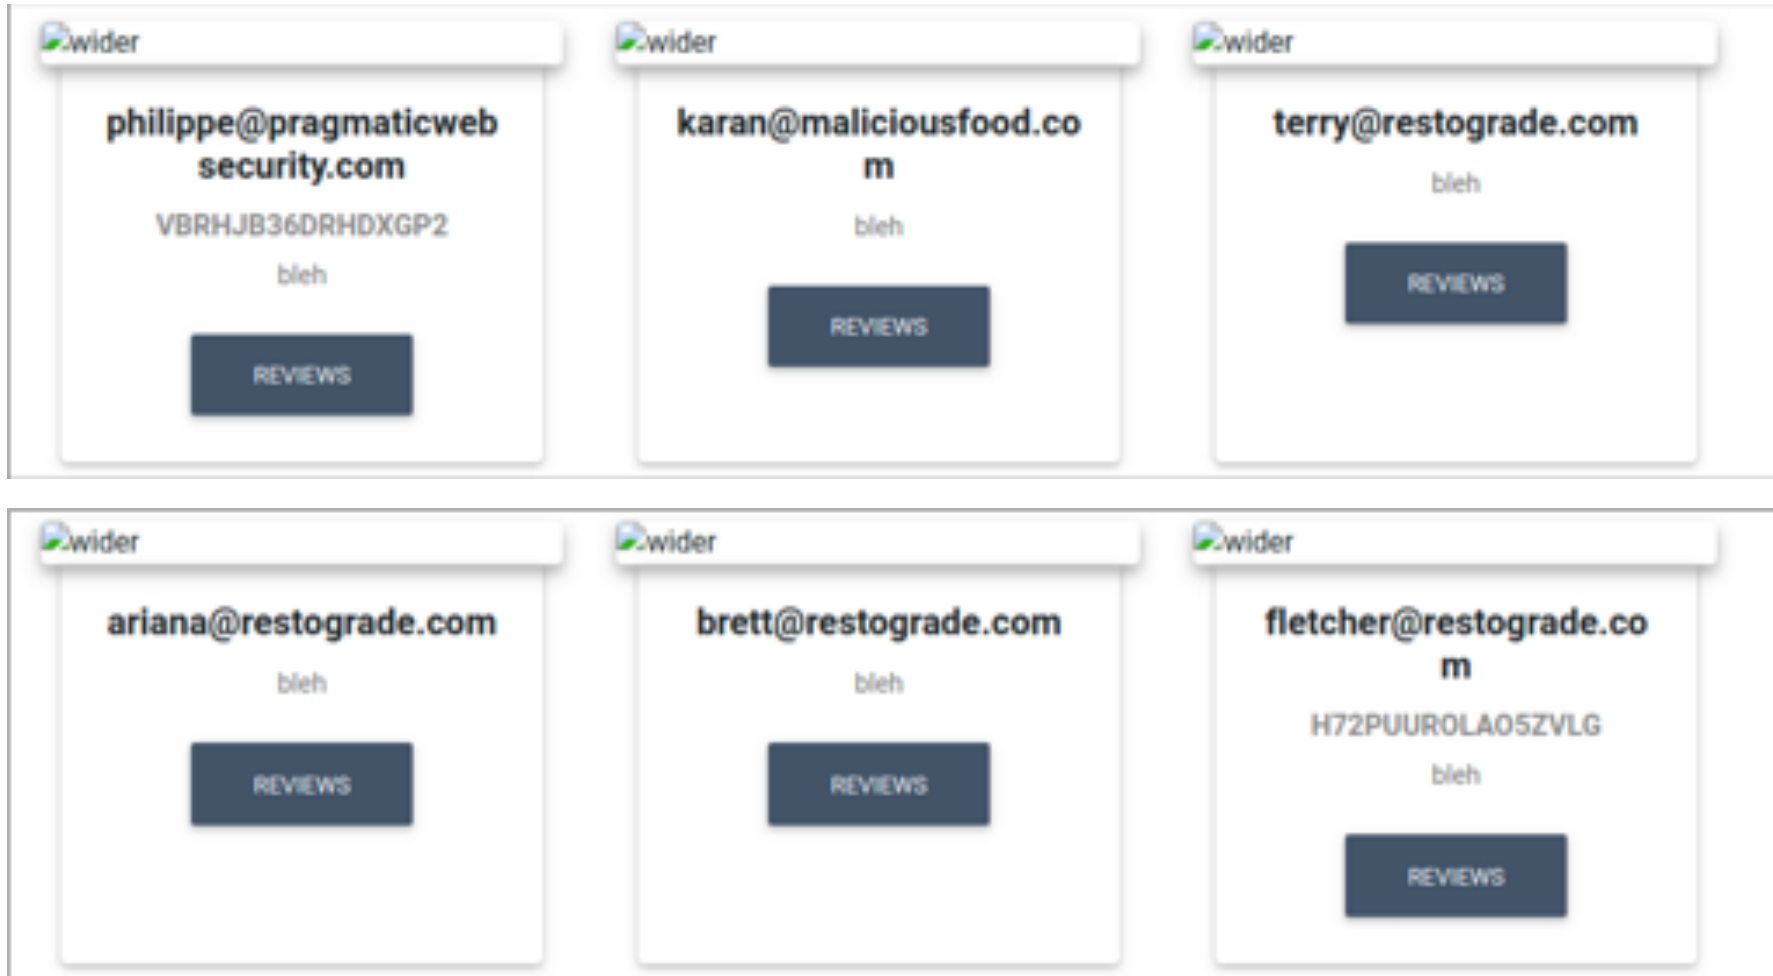 wider
philippe@pragmaticweb
security.com
VBRHJB36DRHDXGP2
bleh
REVIEWS
wider
karan@maliciousfood.co
m
bleh
REVIEWS
wider
terry@restograde.com
bleh
REVIEWS
wider
ariana@restograde.com
bleh
REVIEWS
wider
brett@restograde.com
bleh
REVIEWS
wider
fletcher@restograde.co
m
H72PUUROLAO5ZVLG
bleh
REVIEWS